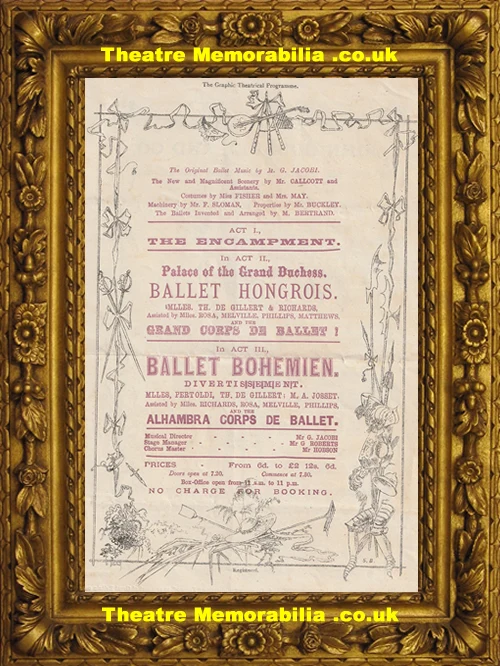 Theatre Memorabilia .co.uk
The Graphic Theatrical Programme.
The Original Ballet Music by M. G. JACOBI.
The New and Magnificent Scenery by Mr. CALLCOTT and
Assistants.
Costumes by Miss FISHER and Mrs. MAY.
Machinery by Mr. F. SLOMAN, Properties by Mr. BUCKLEY.
The Ballets Invented and Arranged by M. BERTRAND.
ACT I.,
THE ENCAMPMENT.
In ACT II.,
Palace of the Grand Duchess.
BALLET HONGROIS.
MLLES. TH. DE GILLERT & RICHARDS.
Assisted by Mlles. ROSA, MELVILLE, PHILLIPS, MATTHEWS,
AND THE
GRAND CORPS DE BALLET !
In ACT III.,
BALLET BOHEMIEN.
DIVERTISSEMENT.
MLLES, PERTOLDI, TH. DE GILLERT; M. A. JOSSET.
Assisted by Mlles. RICHARDS, ROSA, MELVILLE, PHILLIPS,
AND THE
ALHAMBRA CORPS DE BALLET.
Musical Director - - - - Mr G. JACOBI
Stage Manager - - - - Mr G ROBERTS
Chorus Master - - - - Mr HOBSON
PRICES - From 6d. to £2 12s. 6d.
Doors open at 7.20. Commence at 7.30.
Box-Office open from 11 a.m. to 11 p.m.
NO CHARGE FOR BOOKING.
Registered.
Theatre Memorabilia .co.uk